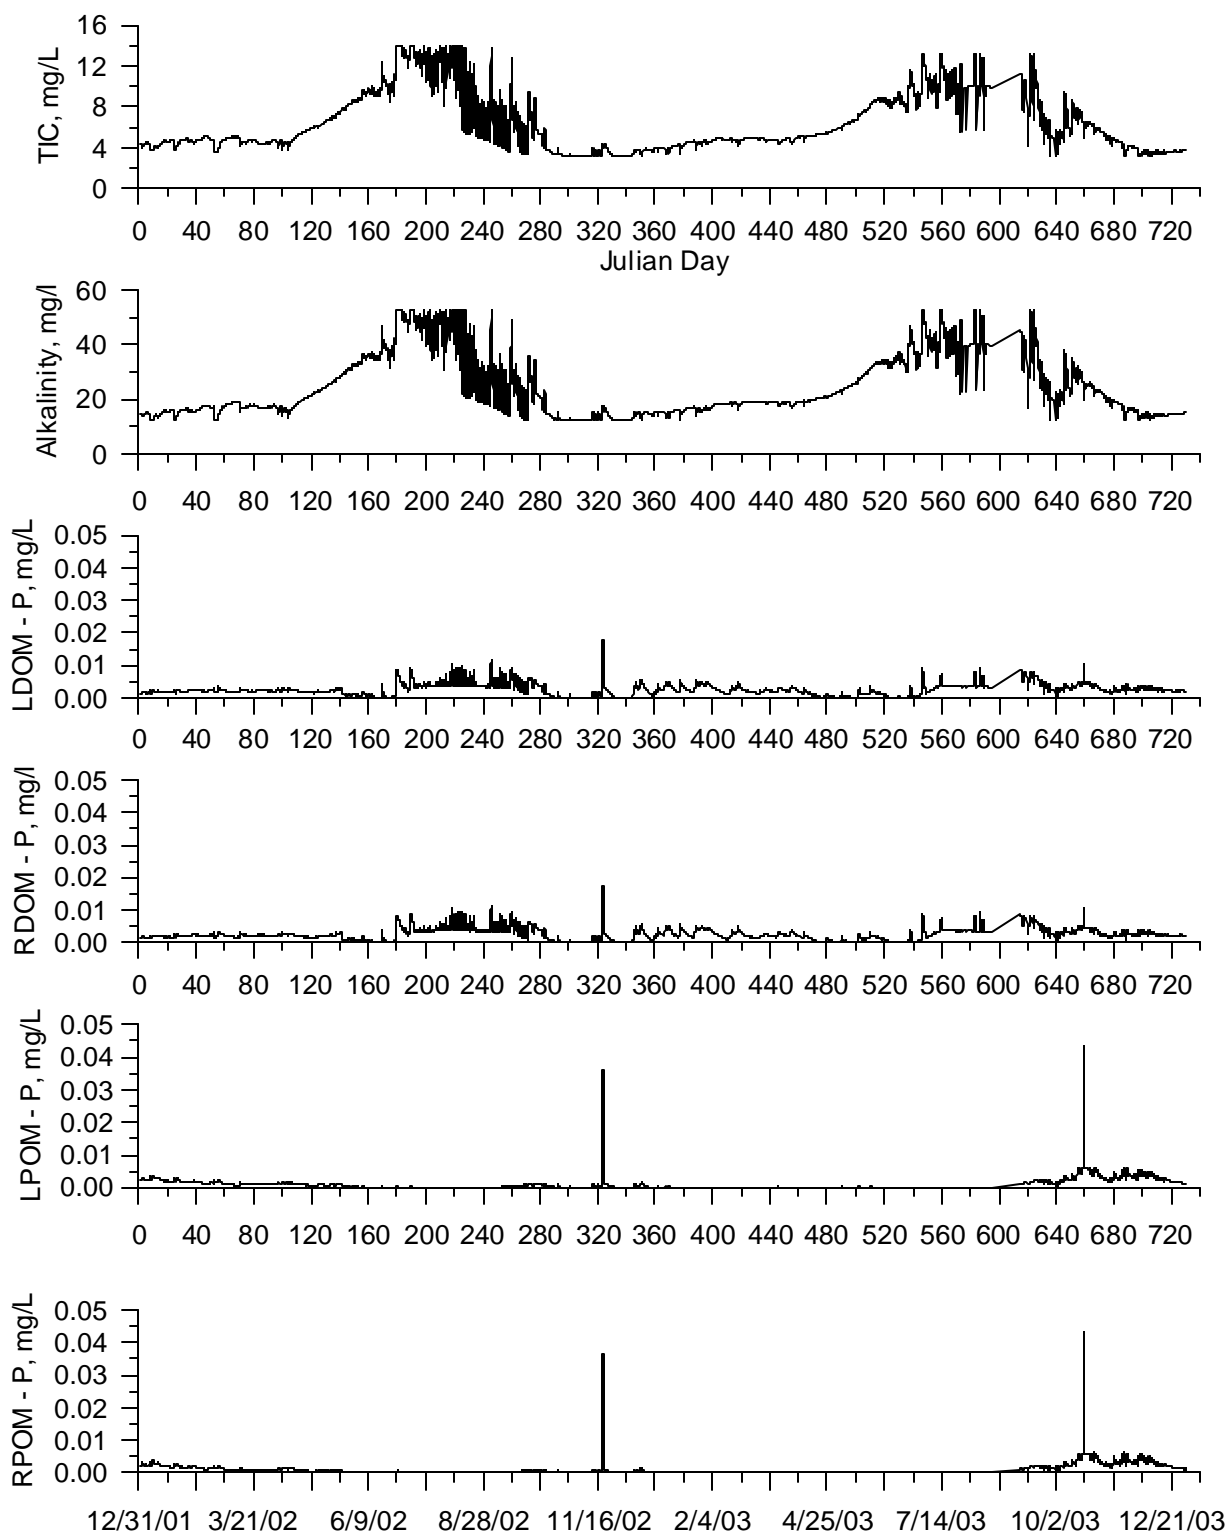 16
12
8
4
0
TIC, mg/L
0 40 80 120 160 200 240 280 320 360 400 440 480 520 560 600 640 680 720
Julian Day
60
40
20
0
Alkalinity, mg/l
0 40 80 120 160 200 240 280 320 360 400 440 480 520 560 600 640 680 720
0.05
0.04
0.03
0.02
0.01
0.00
LDOM - P, mg/L
0 40 80 120 160 200 240 280 320 360 400 440 480 520 560 600 640 680 720
0.05
0.04
0.03
0.02
0.01
0.00
RDOM - P, mg/l
0 40 80 120 160 200 240 280 320 360 400 440 480 520 560 600 640 680 720
0.05
0.04
0.03
0.02
0.01
0.00
LPOM - P, mg/L
0 40 80 120 160 200 240 280 320 360 400 440 480 520 560 600 640 680 720
0.05
0.04
0.03
0.02
0.01
0.00
RPOM - P, mg/L
12/31/01 3/21/02 6/9/02 8/28/02 11/16/02 2/4/03 4/25/03 7/14/03 10/2/03 12/21/03